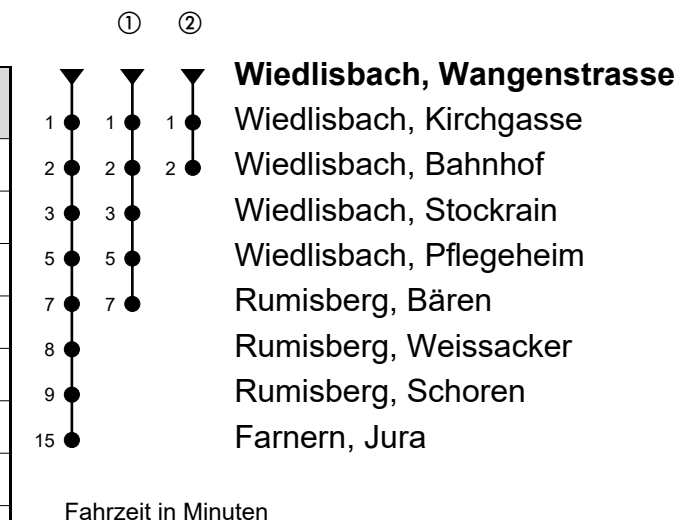 ① ②
Wiedlisbach, Wangenstrasse
1 1 1 Wiedlisbach, Kirchgasse
2 2 2 Wiedlisbach, Bahnhof
3 3 Wiedlisbach, Stockrain
5 5 Wiedlisbach, Pflegeheim
7 7 Rumisberg, Bären
8 Rumisberg, Weissacker
9 Rumisberg, Schoren
15 Farnern, Jura
Fahrzeit in Minuten